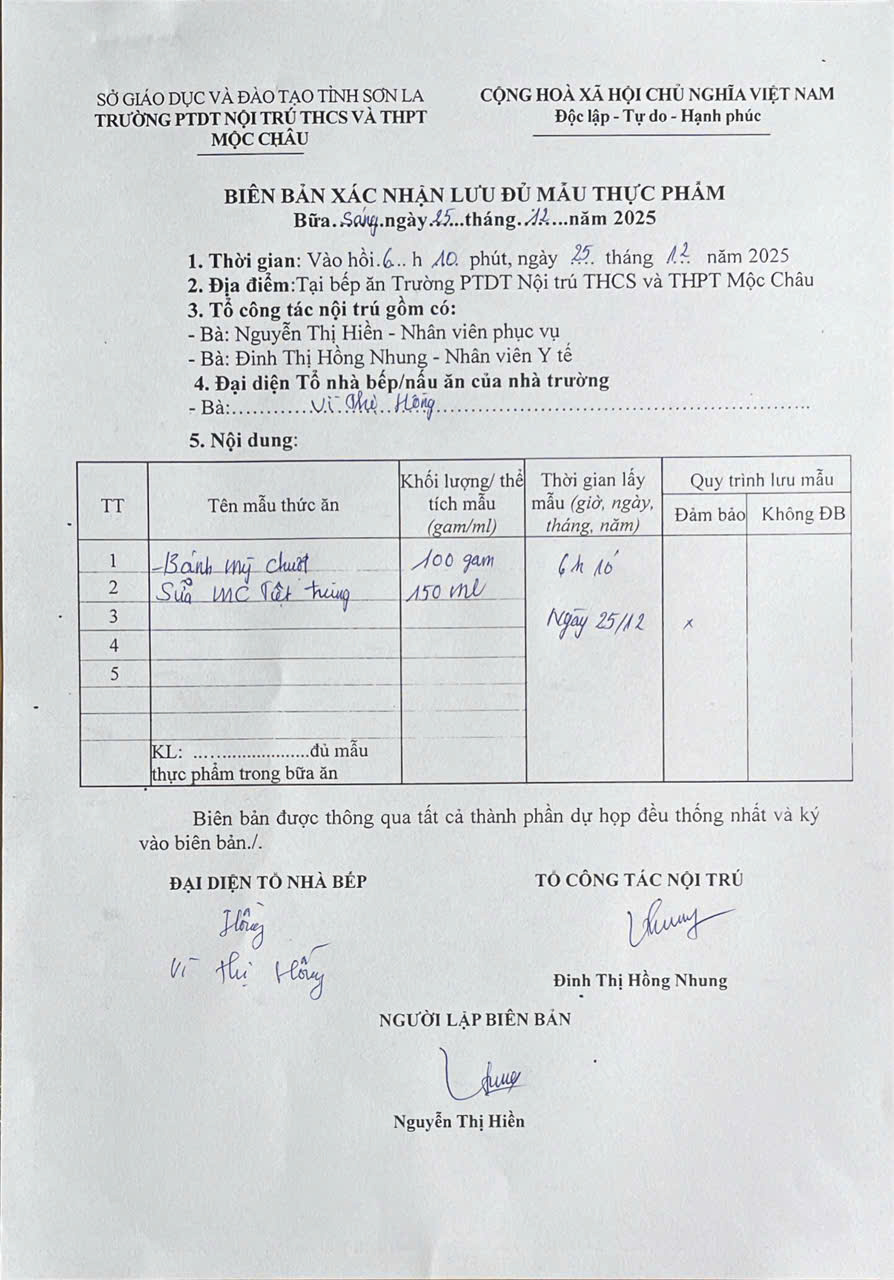 SỞ GIÁO DỤC VÀ ĐÀO TẠO TỈNH SƠN LA
TRƯỜNG PTDT NỘI TRÚ THCS VÀ THPT
MỘC CHÂU
CỘNG HOÀ XÃ HỘI CHỦ NGHĨA VIỆT NAM
Độc lập - Tự do - Hạnh phúc
BIÊN BẢN XÁC NHẬN LƯU ĐỦ MẪU THỰC PHẨM
Bữa..Sáng.ngày.25...tháng..12...năm 2025
1. Thời gian: Vào hồi.6.. h 10. phút, ngày 25. tháng 12. năm 2025
2. Địa điểm:Tại bếp ăn Trường PTDT Nội trú THCS và THPT Mộc Châu
3. Tổ công tác nội trú gồm có:
- Bà: Nguyễn Thị Hiền - Nhân viên phục vụ
- Bà: Đinh Thị Hồng Nhung - Nhân viên Y tế
4. Đại diện Tổ nhà bếp/nấu ăn của nhà trường
- Bà:...........Vì Thị Hồng.....................................................
5. Nội dung:
TT
Tên mẫu thức ăn
Khối lượng/ thể
tích mẫu
(gam/ml)
Thời gian lấy
mẫu (giờ, ngày,
tháng, năm)
Quy trình lưu mẫu
Đảm bảo
Không ĐB
1 -Bánh mỹ chuột 100 gam 6h 10'
2 Sữa MC Tiệt trùng 150 ml
3 Ngày 25/12 x
4
5
KL: .........................đủ mẫu
thực phẩm trong bữa ăn
Biên bản được thông qua tất cả thành phần dự họp đều thống nhất và ký
vào biên bản./.
ĐẠI DIỆN TỔ NHÀ BẾP
Hồng
Vì Thị Hồng
TỔ CÔNG TÁC NỘI TRÚ
Nhung
Đinh Thị Hồng Nhung
NGƯỜI LẬP BIÊN BẢN
Nguyễn Thị Hiền